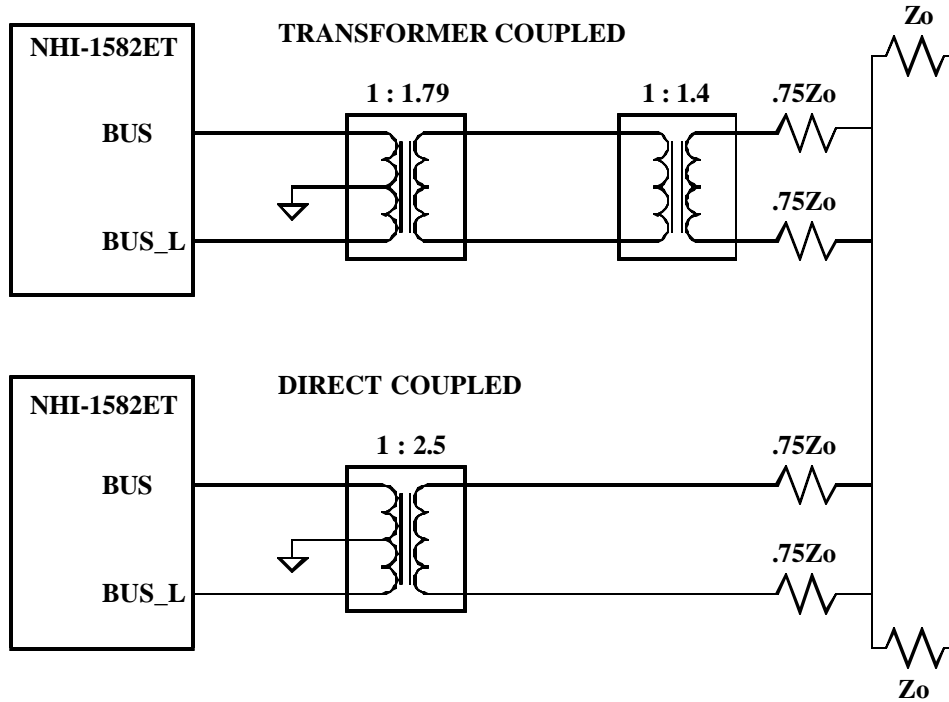 Zo
TRANSFORMER COUPLED
NHI-1582ET
1 : 1.79
1 : 1.4
.75Zo
BUS
.75Zo
BUS_L
DIRECT COUPLED
NHI-1582ET
1 : 2.5
.75Zo
BUS
.75Zo
BUS_L
Zo